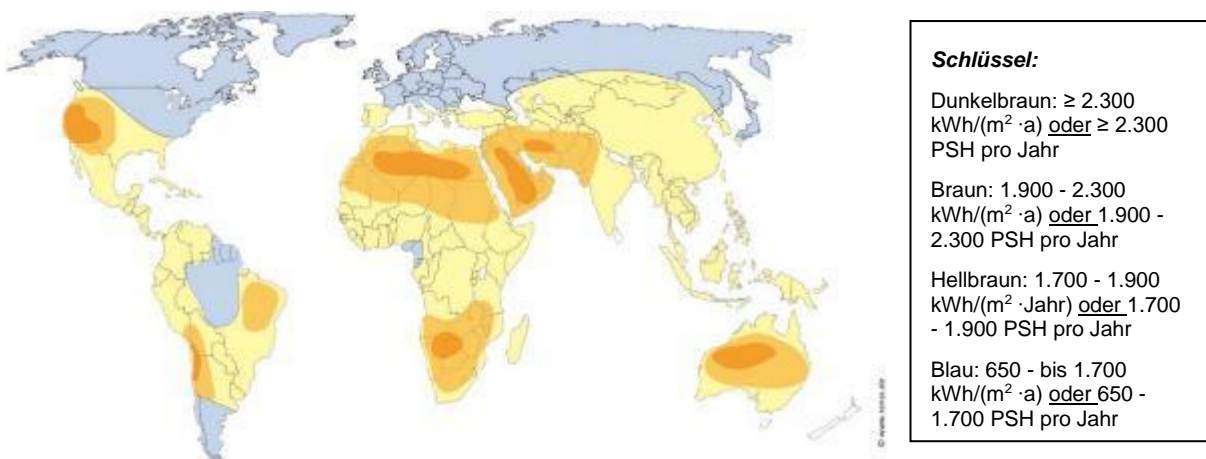 Schlüssel:
Dunkelbraun: ≥ 2.300
kWh/(m² ·a) oder ≥ 2.300
PSH pro Jahr
Braun: 1.900 - 2.300
kWh/(m² ·a) oder 1.900 -
2.300 PSH pro Jahr
Hellbraun: 1.700 - 1.900
kWh/(m² ·Jahr) oder 1.700
- 1.900 PSH pro Jahr
Blau: 650 - bis 1.700
kWh/(m² ·a) oder 650 -
1.700 PSH pro Jahr